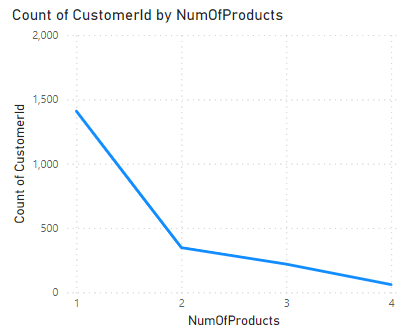 Count of CustomerId by NumOfProducts
2,000
1,500
1,000
500
0
Count of CustomerId
1 2 3 4
NumOfProducts